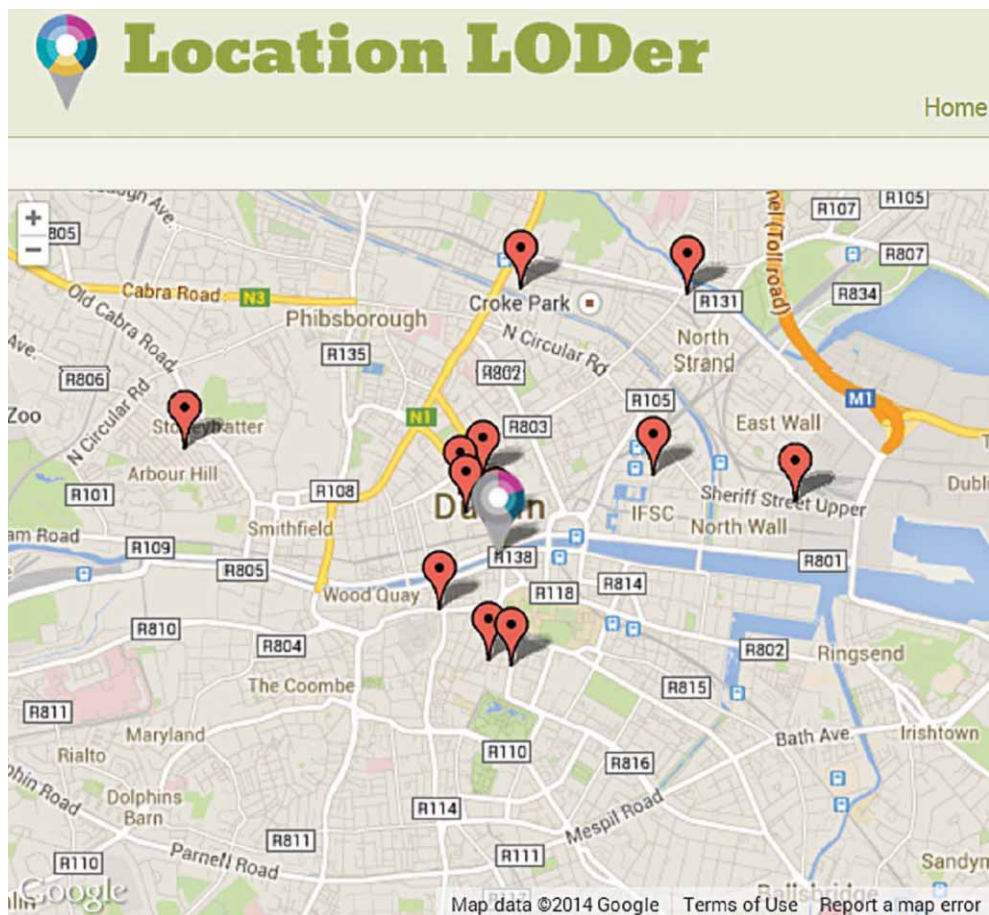 Location LODer
Home
R105
R107
805
R807
Croke Park
R131
R834
Cabra Road
N3
Phibsborough
N Circular Rd
North
Strand
Old Cabra Road
R135
R802
Ave.
R806
R105
M1
Zoo
N Circular Rd
N1
R803
East Wall
Arbour Hill
R101
R108
IFSC
Sheriff Street Upper
North Wall
Smithfield
R109
R138
R801
R805
Wood Quay
R118
R814
R810
R804
R802
Ringsend
The Coombe
R815
R811
Maryland
Irishtown
Rialto
R110
Bath Ave.
R816
Dolphins
Barn
R114
Mespil Road
R811
R111
R110
Parnell Road
Google
Map data ©2014 Google
Terms of Use
Report a map error